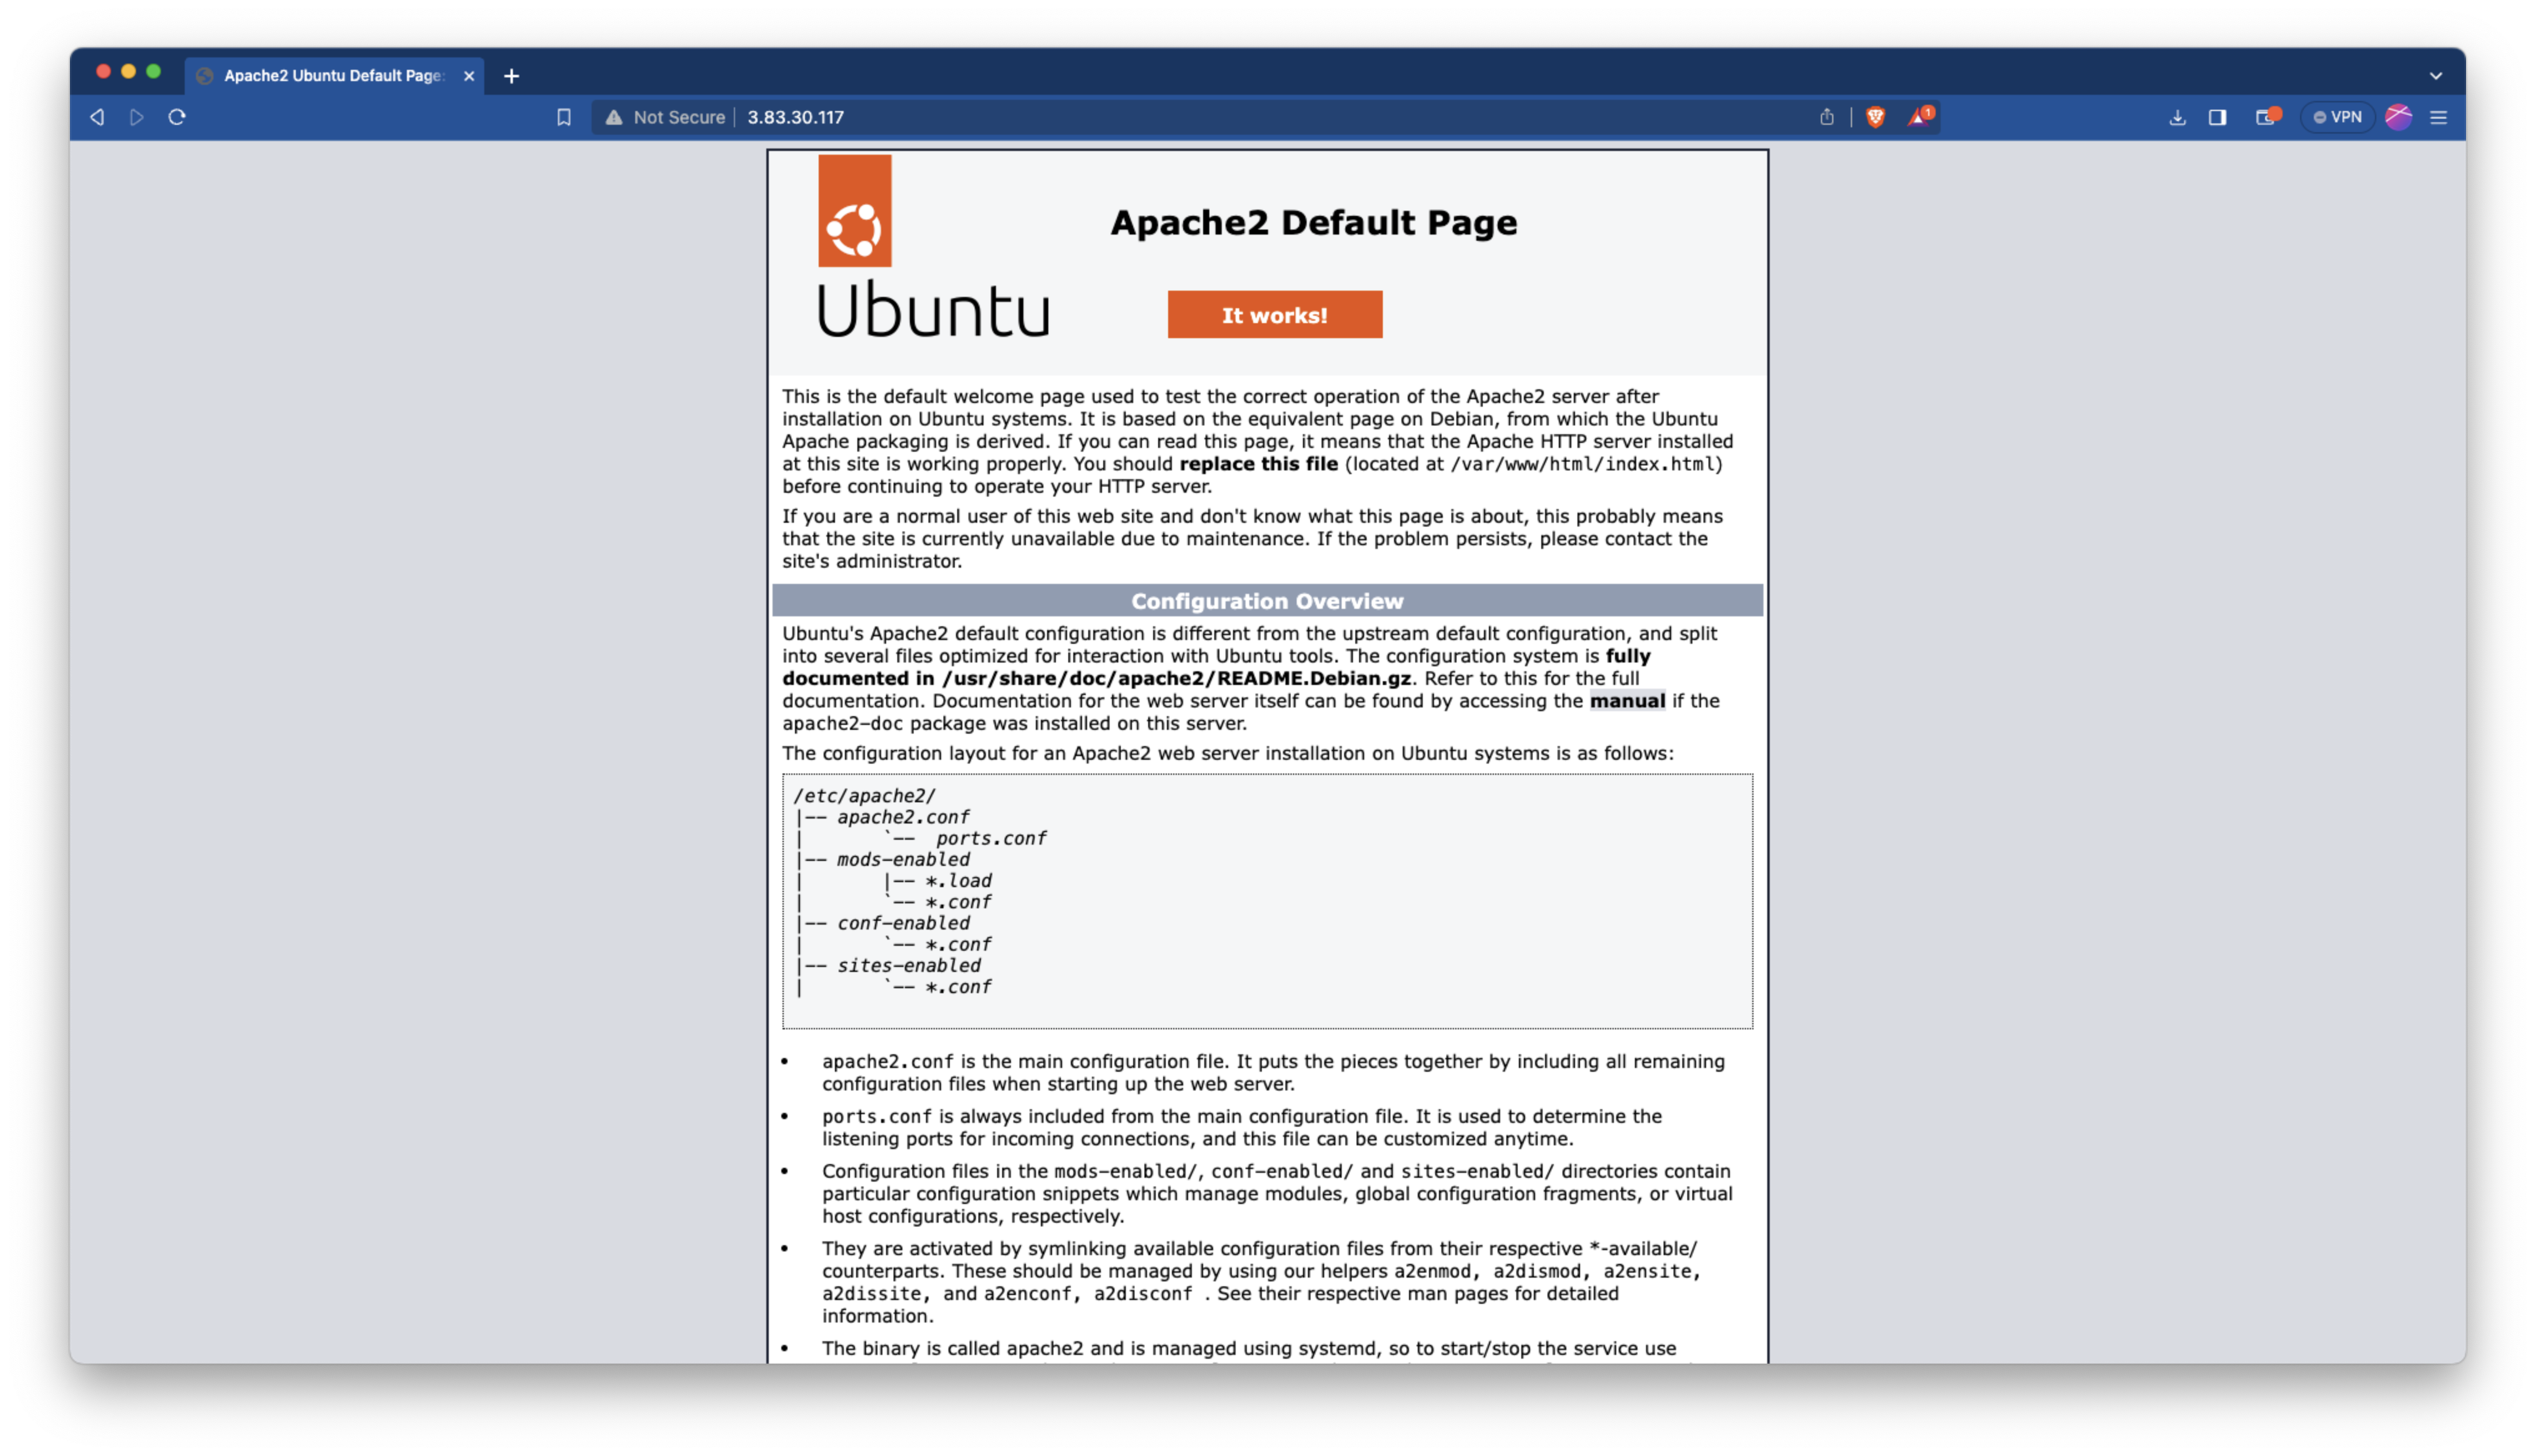 Apache2 Ubuntu Default Page:
Not Secure | 3.83.30.117
1
VPN
Apache2 Default Page
Ubuntu
It works!
This is the default welcome page used to test the correct operation of the Apache2 server after
installation on Ubuntu systems. It is based on the equivalent page on Debian, from which the Ubuntu
Apache packaging is derived. If you can read this page, it means that the Apache HTTP server installed
at this site is working properly. You should replace this file (located at /var/www/html/index.html)
before continuing to operate your HTTP server.
If you are a normal user of this web site and don't know what this page is about, this probably means
that the site is currently unavailable due to maintenance. If the problem persists, please contact the
site's administrator.
Configuration Overview
Ubuntu's Apache2 default configuration is different from the upstream default configuration, and split
into several files optimized for interaction with Ubuntu tools. The configuration system is fully
documented in /usr/share/doc/apache2/README.Debian.gz. Refer to this for the full
documentation. Documentation for the web server itself can be found by accessing the manual if the
apache2-doc package was installed on this server.
The configuration layout for an Apache2 web server installation on Ubuntu systems is as follows:
/etc/apache2/
|-- apache2.conf
|       `--  ports.conf
|-- mods-enabled
|       |-- *.load
|       `-- *.conf
|-- conf-enabled
|       `-- *.conf
|-- sites-enabled
|       `-- *.conf
• apache2.conf is the main configuration file. It puts the pieces together by including all remaining
configuration files when starting up the web server.
• ports.conf is always included from the main configuration file. It is used to determine the
listening ports for incoming connections, and this file can be customized anytime.
• Configuration files in the mods-enabled/, conf-enabled/ and sites-enabled/ directories contain
particular configuration snippets which manage modules, global configuration fragments, or virtual
host configurations, respectively.
• They are activated by symlinking available configuration files from their respective *-available/
counterparts. These should be managed by using our helpers a2enmod, a2dismod, a2ensite,
a2dissite, and a2enconf, a2disconf . See their respective man pages for detailed
information.
• The binary is called apache2 and is managed using systemd, so to start/stop the service use